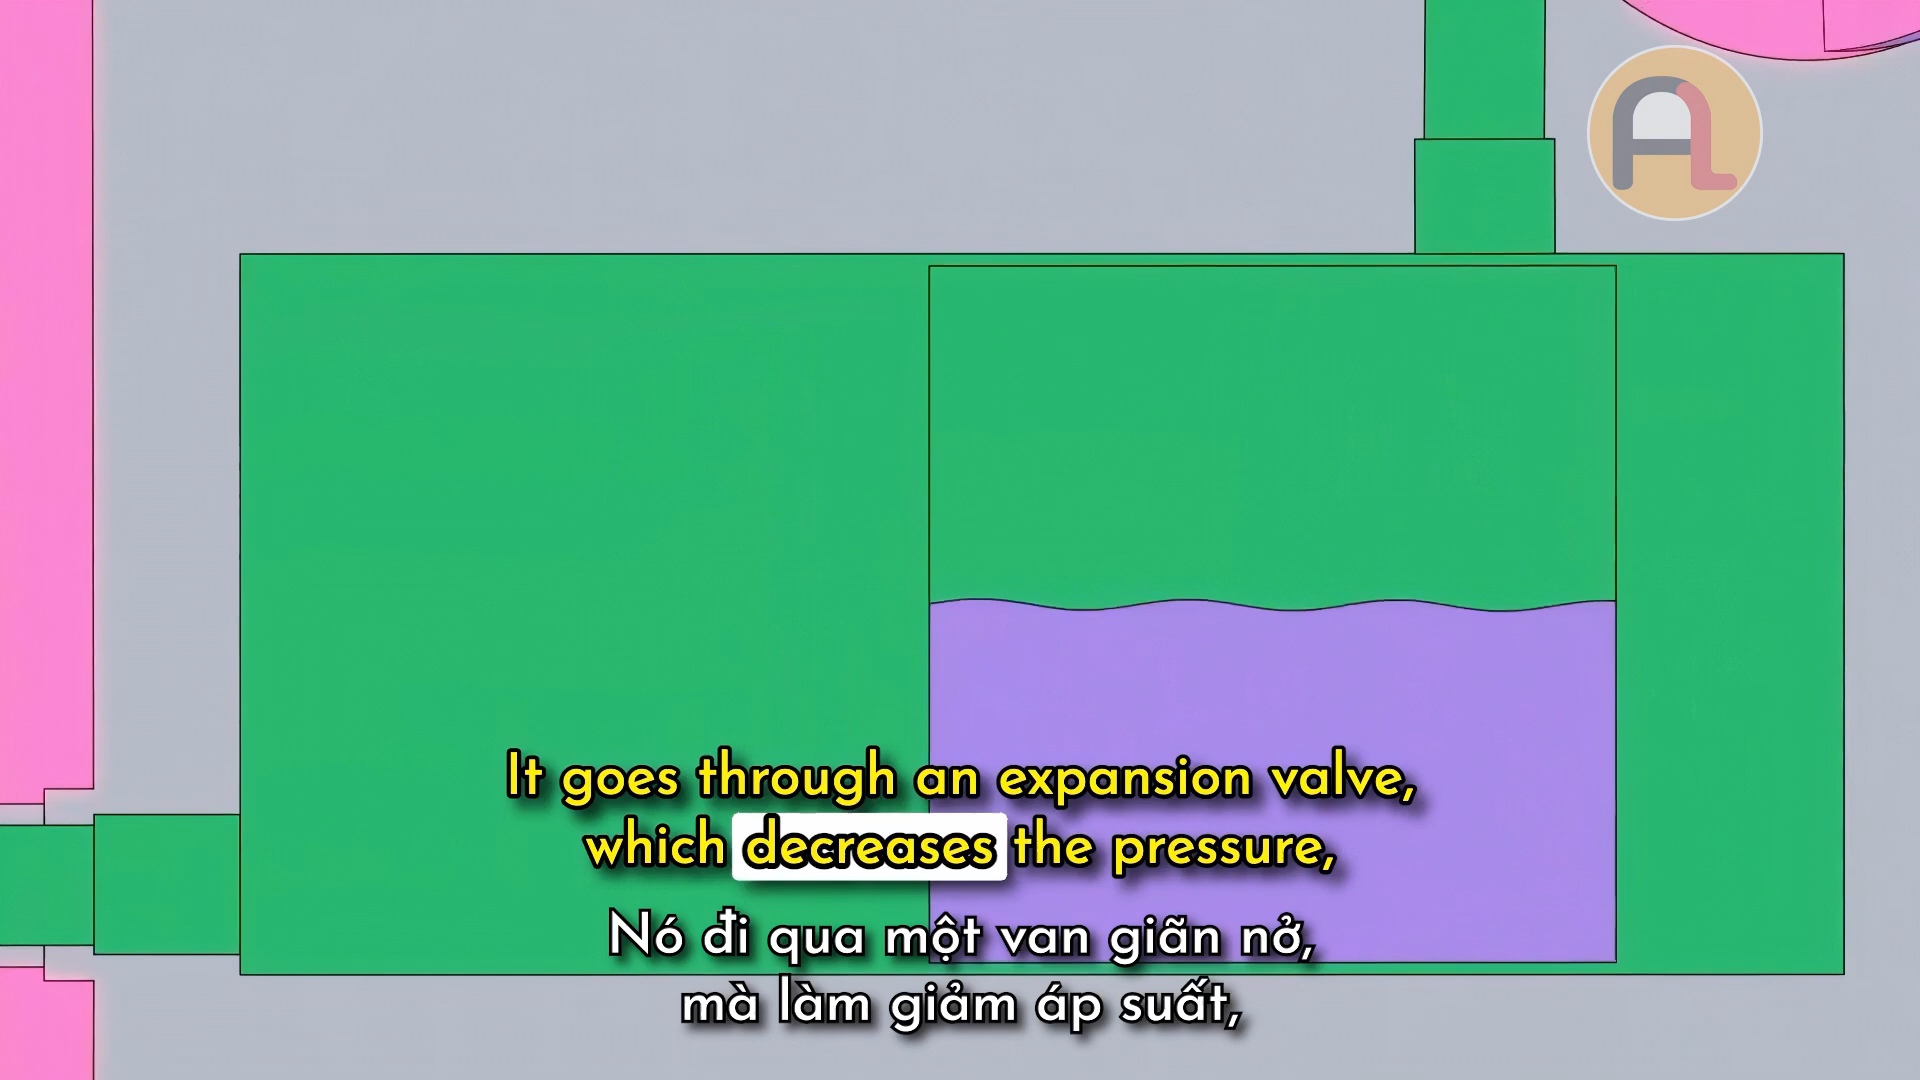 AL
It goes through an expansion valve,
which decreases the pressure,
Nó đi qua một van giãn nở,
mà làm giảm áp suất,